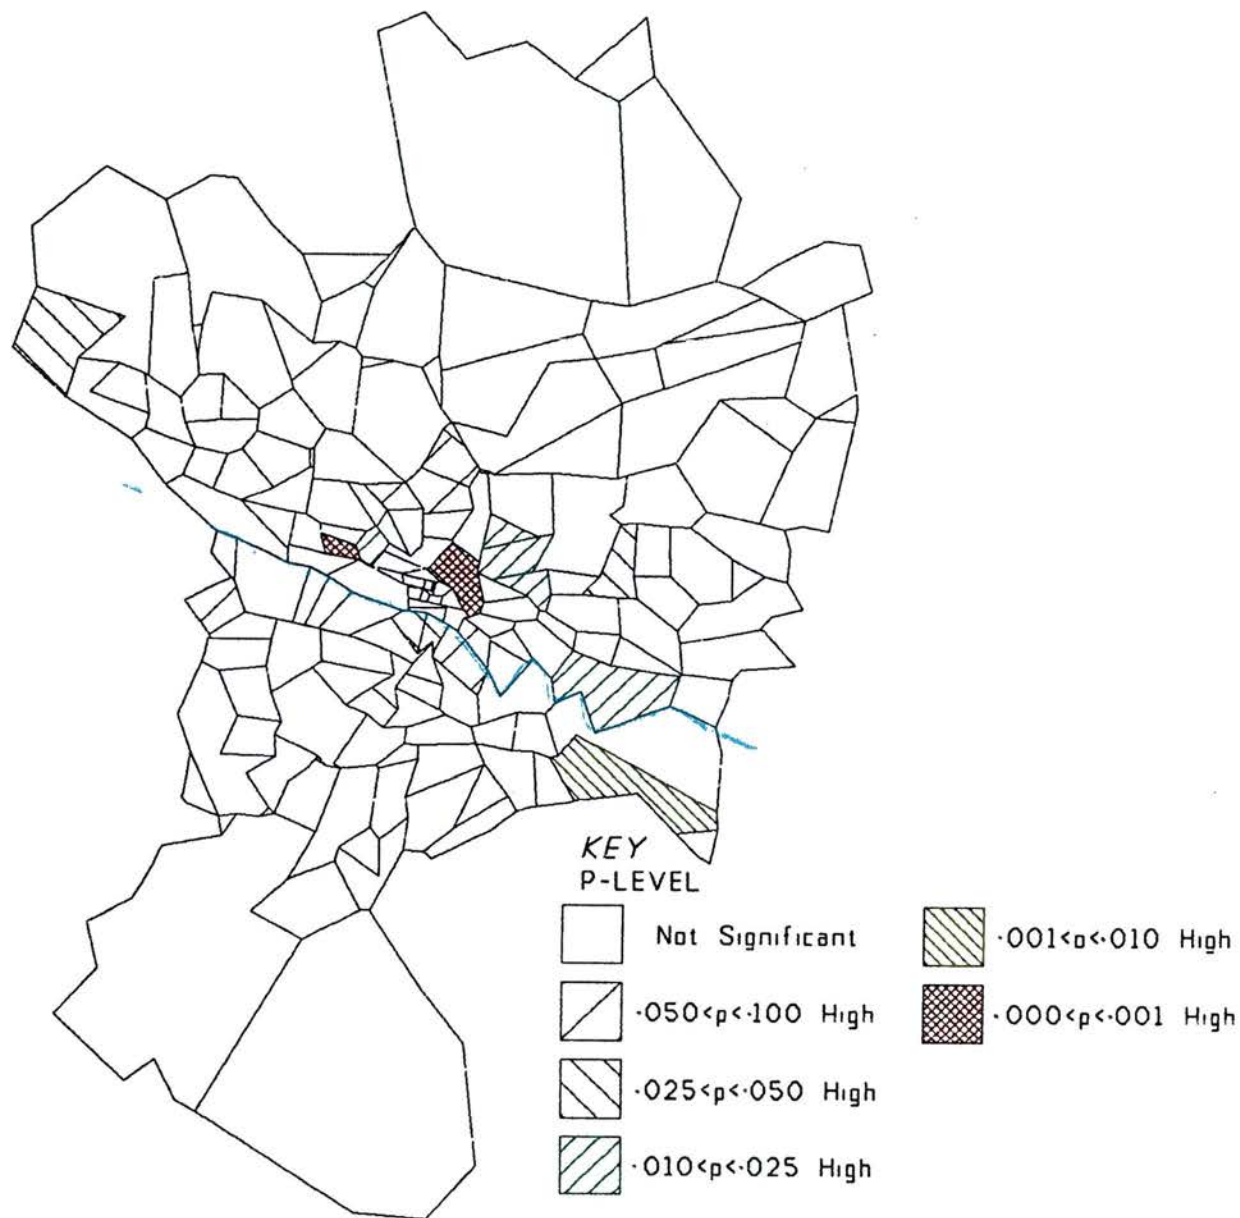 KEY
P-LEVEL
Not Significant
·050<p<·100 High
·025<p<·050 High
·010<p<·025 High
·001<p<·010 High
·000<p<·001 High